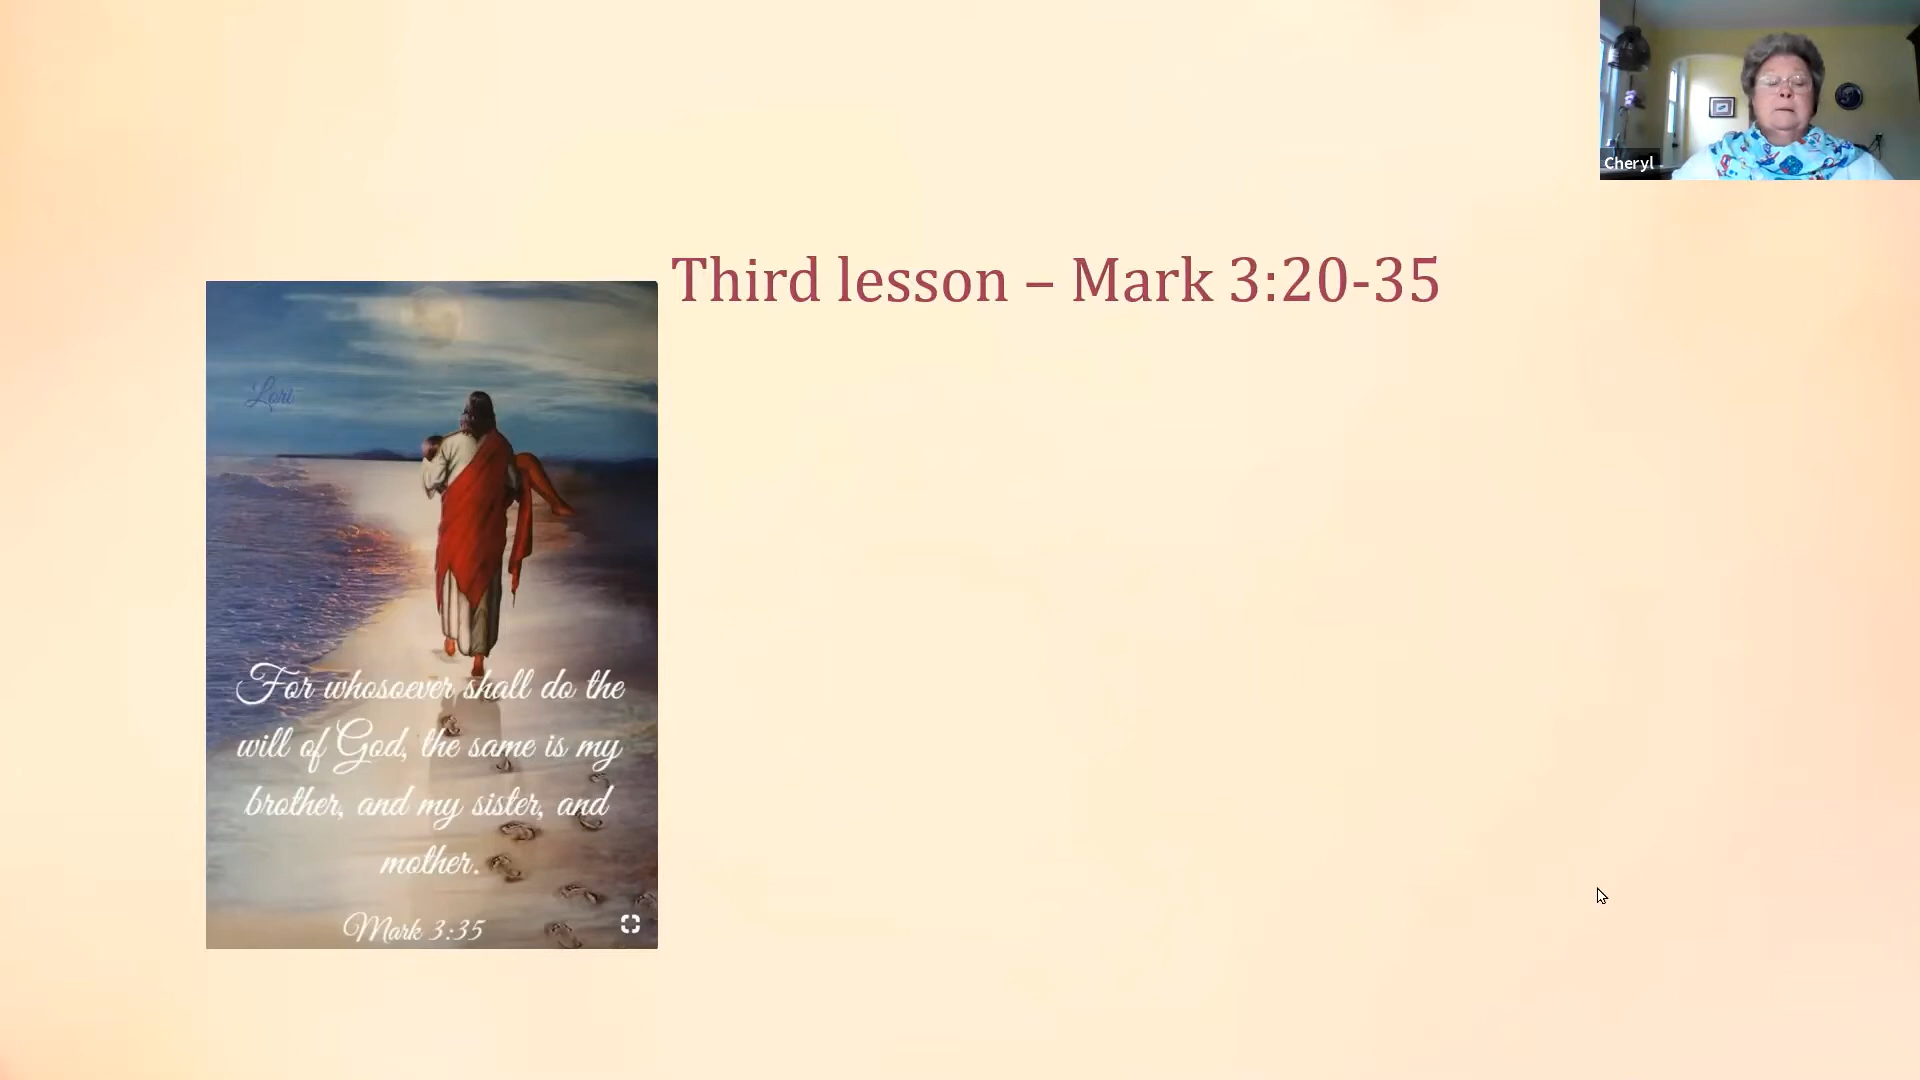 Cheryl
Third lesson – Mark 3:20-35
Lori
For whosoever shall do the
will of God, the same is my
brother, and my sister, and
mother.
Mark 3:35